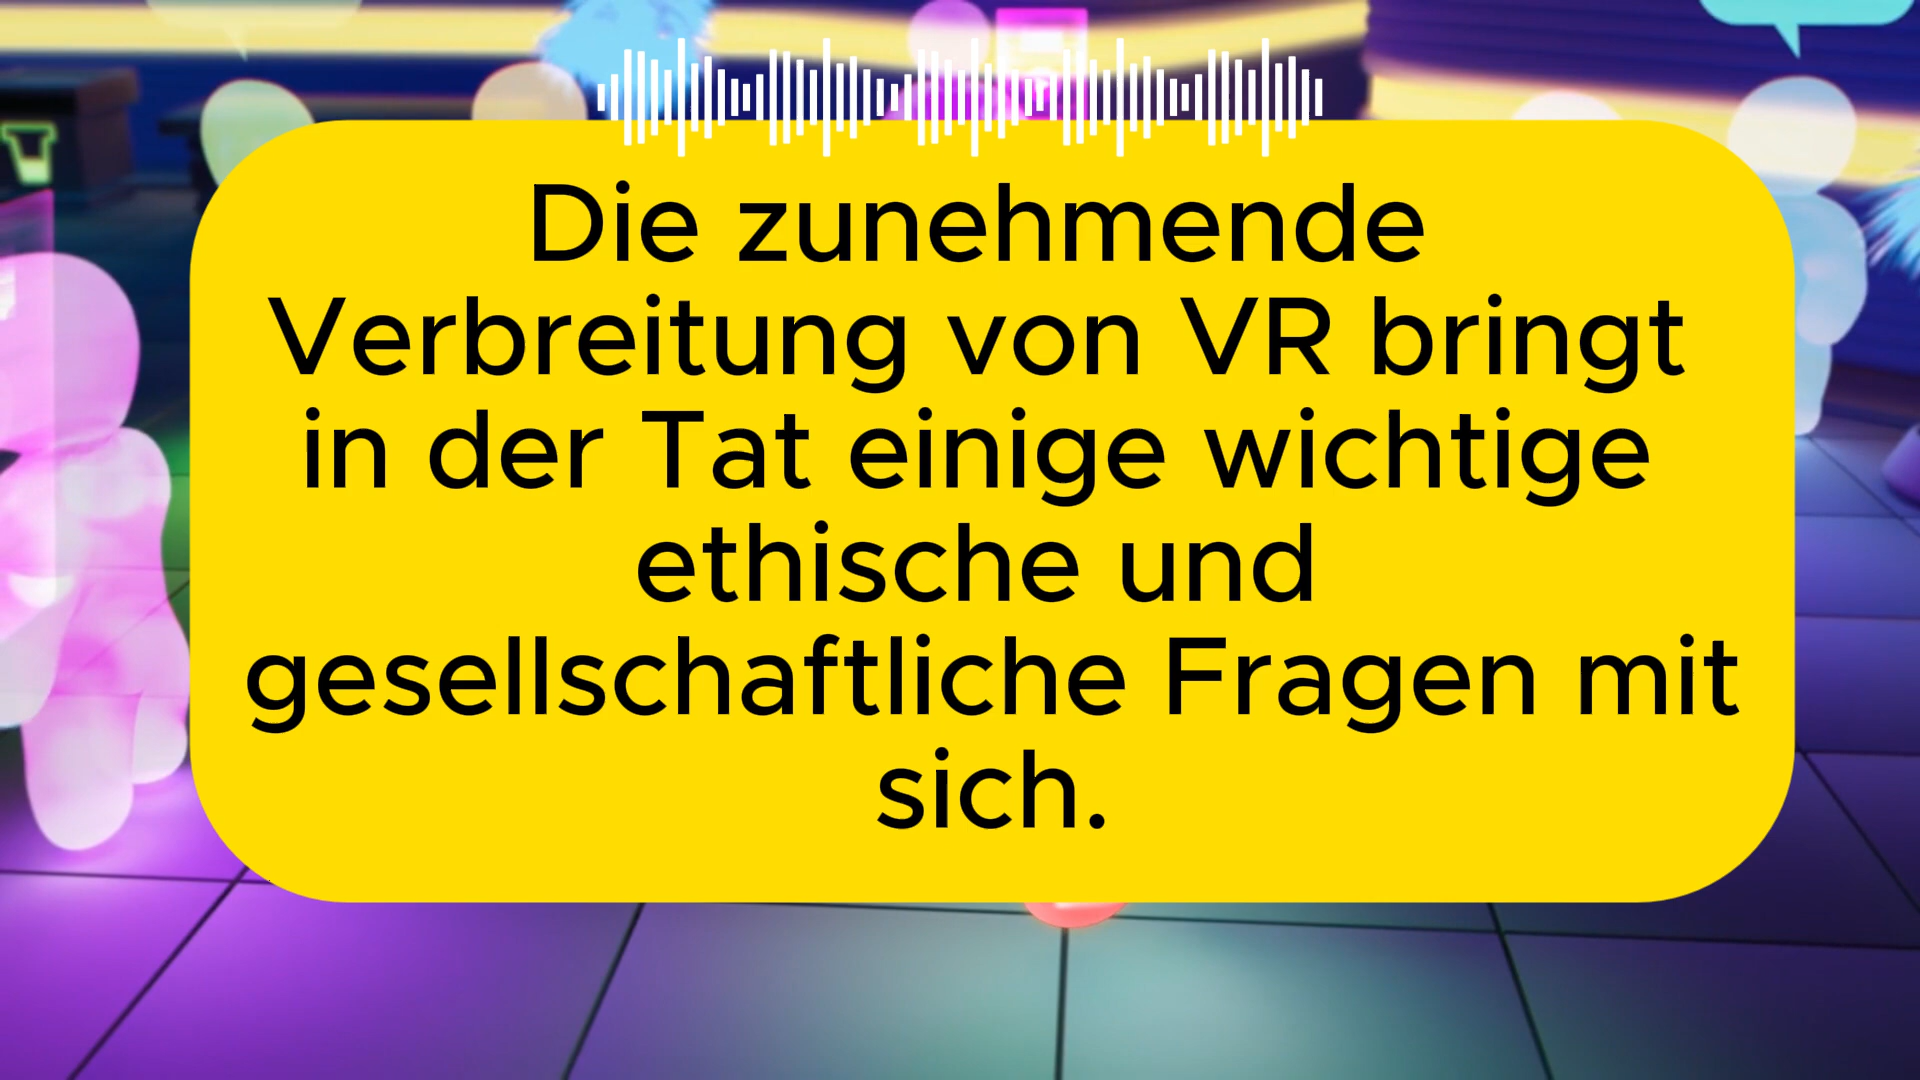 Die zunehmende
Verbreitung von VR bringt
in der Tat einige wichtige
ethische und
gesellschaftliche Fragen mit
sich.